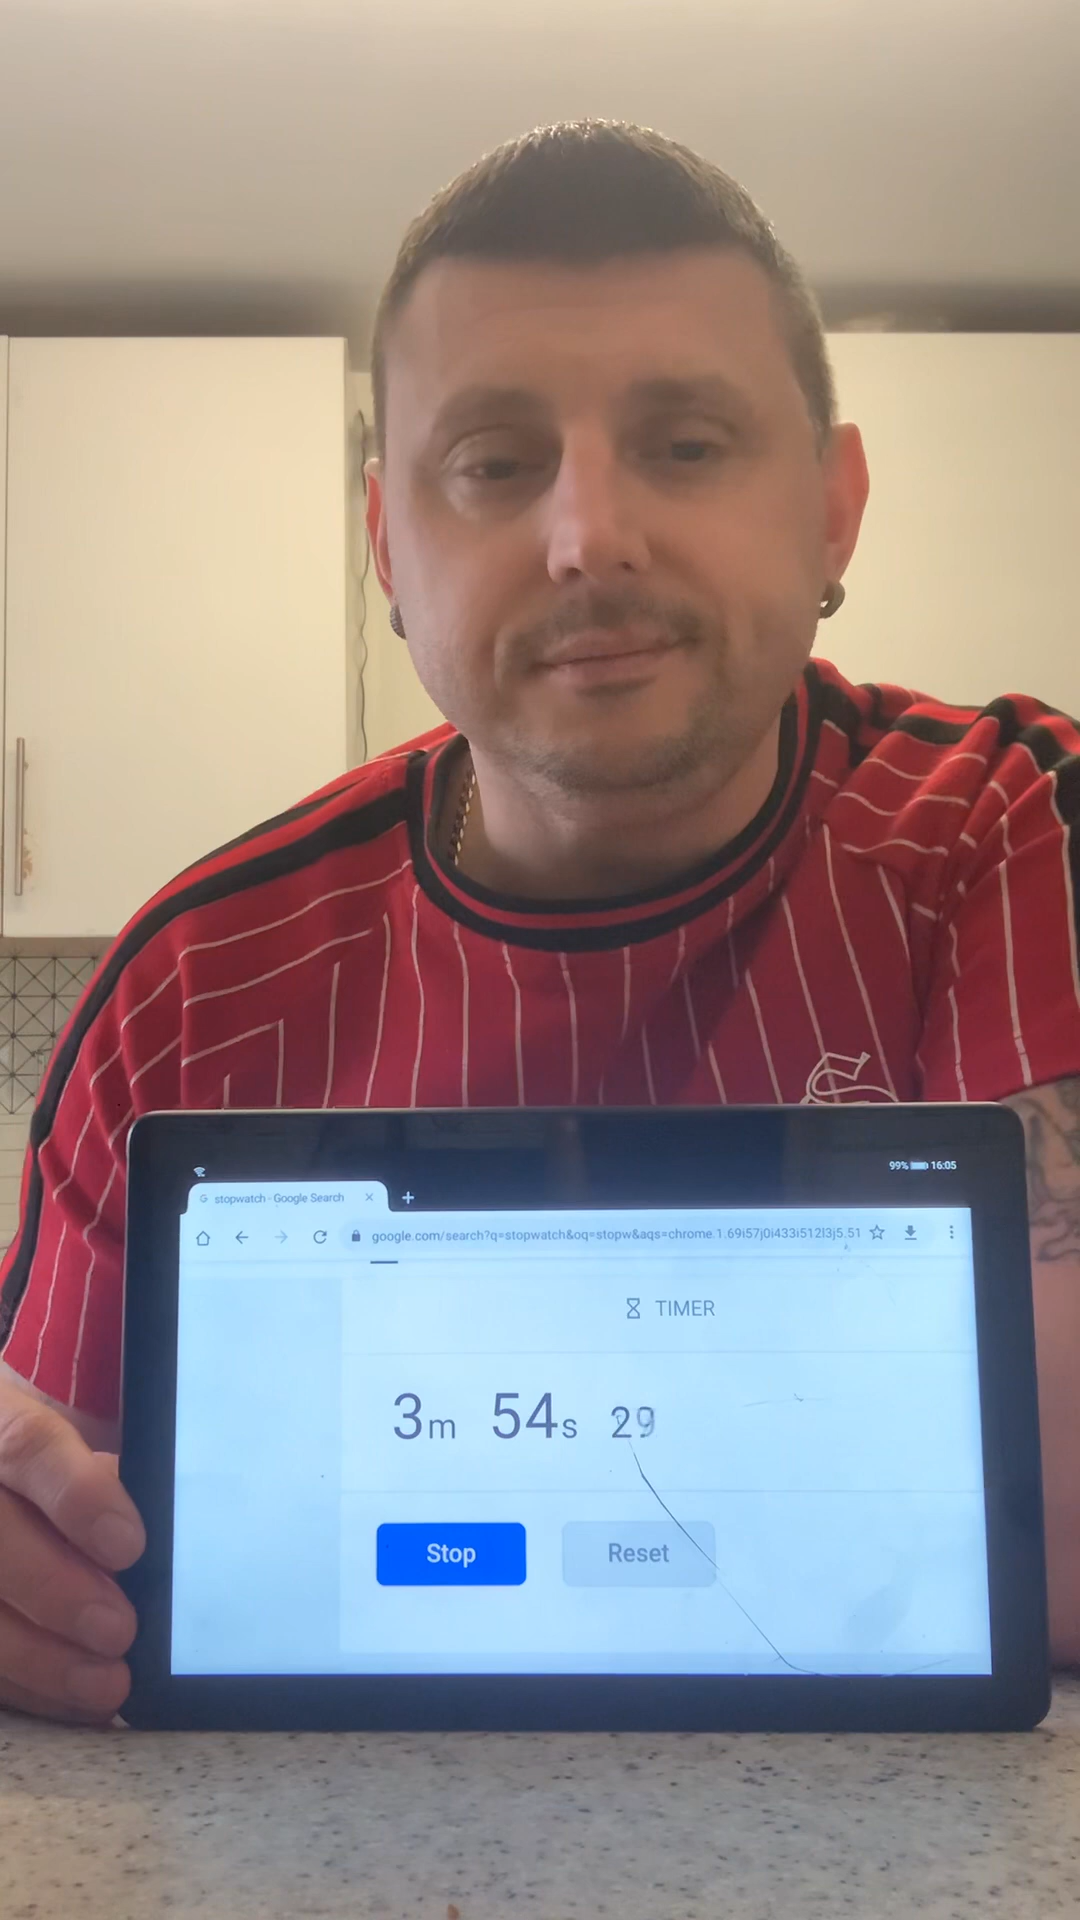 S
99% 16:05
G stopwatch - Google Search × +
google.com/search?q=stopwatch&oq=stopw&aqs=chrome.1.69i57j0i433i512l3j5.51
TIMER
3m 54s 29
Stop Reset